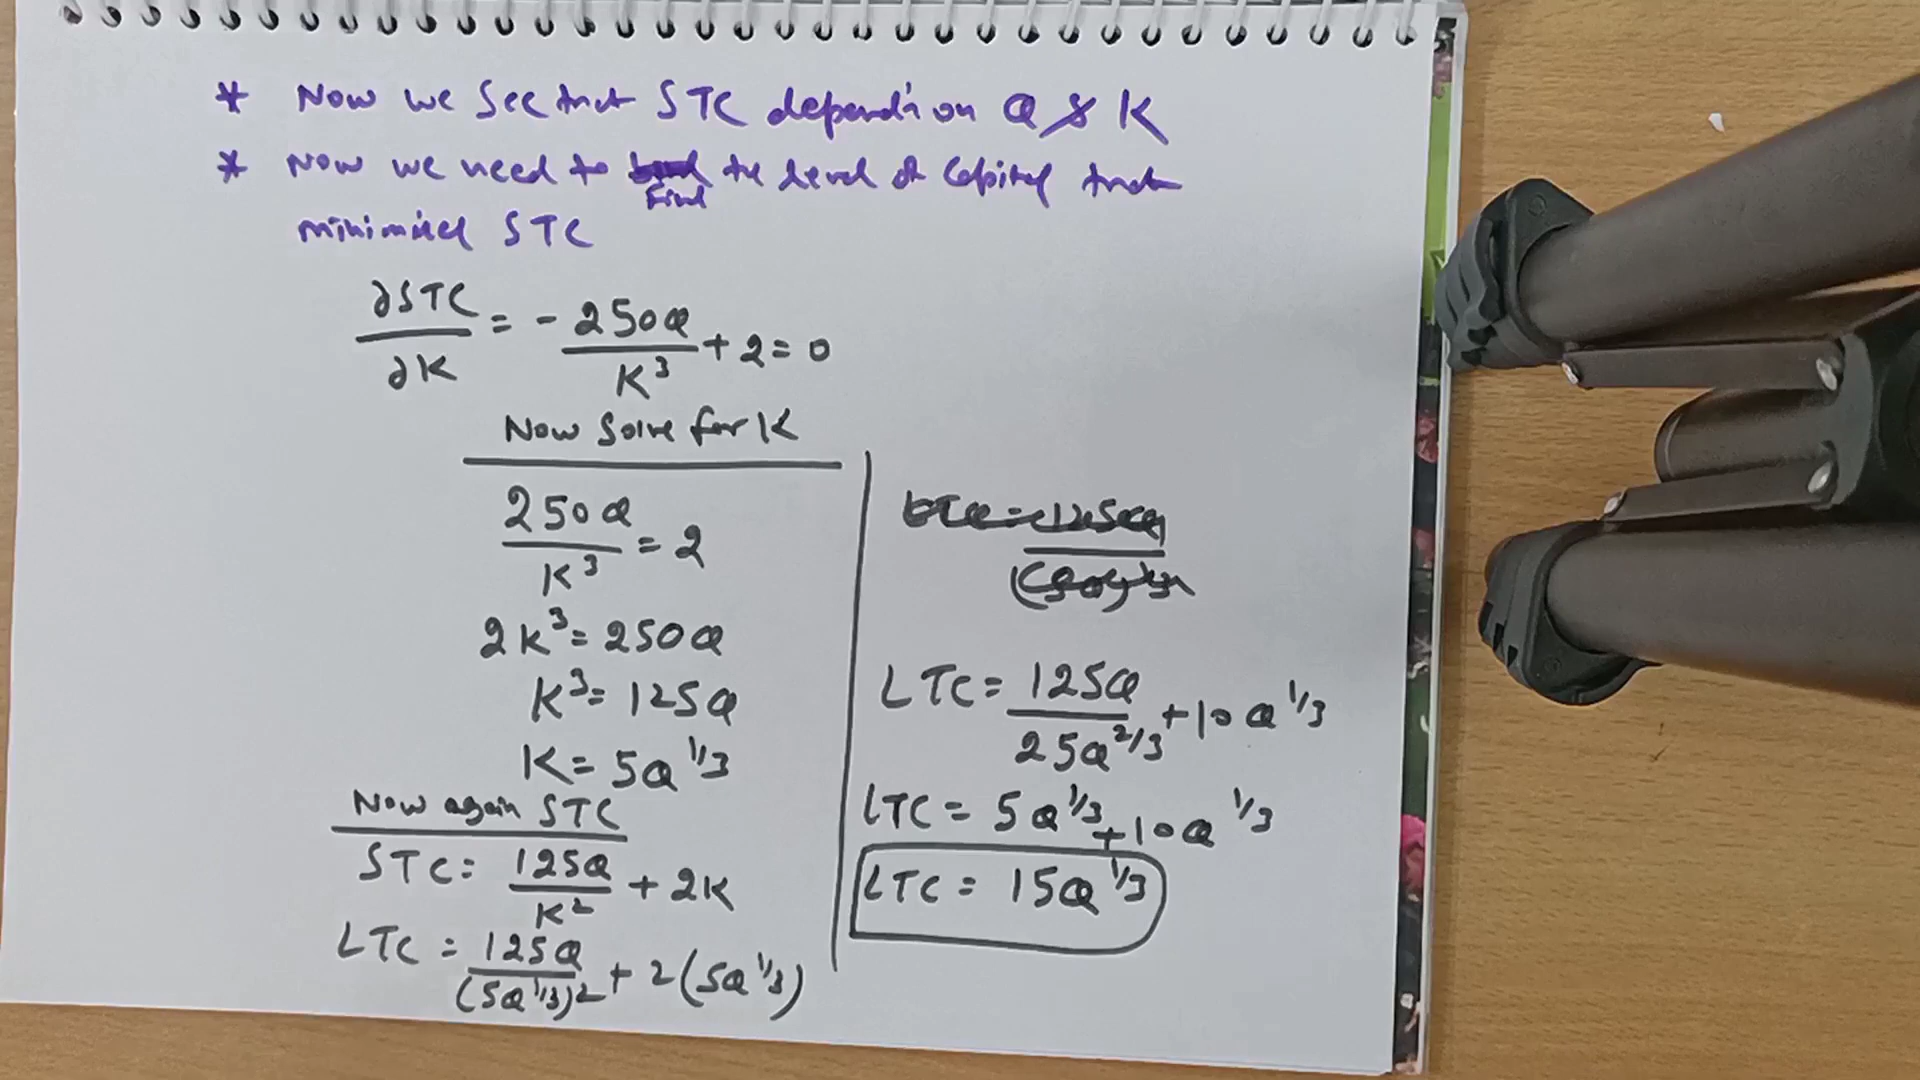 * Now we see that STC depends on Q & K
* Now we need to find the level of Capital that
minimised STC
∂STC/∂K = - 250Q/K³ + 2 = 0
Now Solve for K
250Q/K³ = 2
2K³ = 250Q
K³ = 125Q
K = 5Q^1/3
Now again STC
STC = 125Q/K² + 2K
LTC = 125Q/(5Q^1/3)² + 2(5Q^1/3)
LTC = 125Q/25Q^2/3 + 10Q^1/3
LTC = 5Q^1/3 + 10Q^1/3
LTC = 15Q^1/3